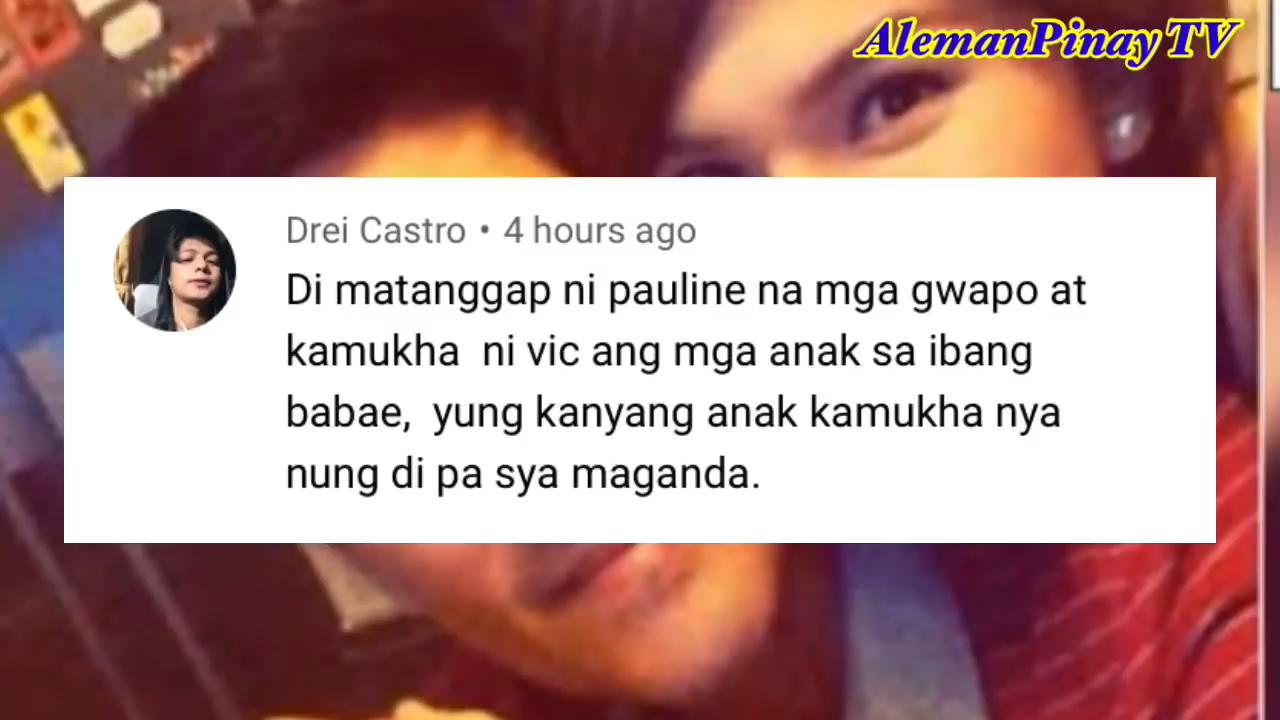 AlemanPinay TV
Drei Castro • 4 hours ago
Di matanggap ni pauline na mga gwapo at
kamukha  ni vic ang mga anak sa ibang
babae,  yung kanyang anak kamukha nya
nung di pa sya maganda.